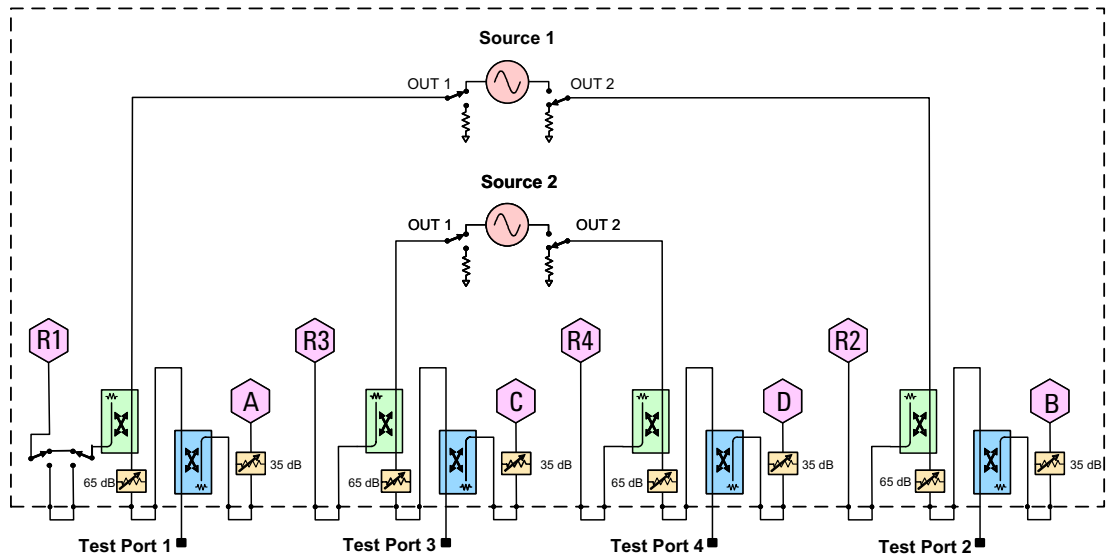 Source 1
OUT 1
OUT 2
Source 2
OUT 1
OUT 2
R1
R3
R4
R2
A
C
D
B
35 dB
35 dB
35 dB
35 dB
65 dB
65 dB
65 dB
65 dB
Test Port 1
Test Port 3
Test Port 4
Test Port 2